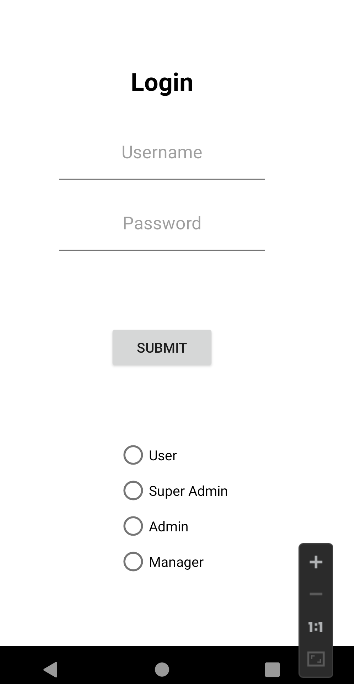 Login
Username
Password
SUBMIT
User
Super Admin
Admin
Manager
1:1